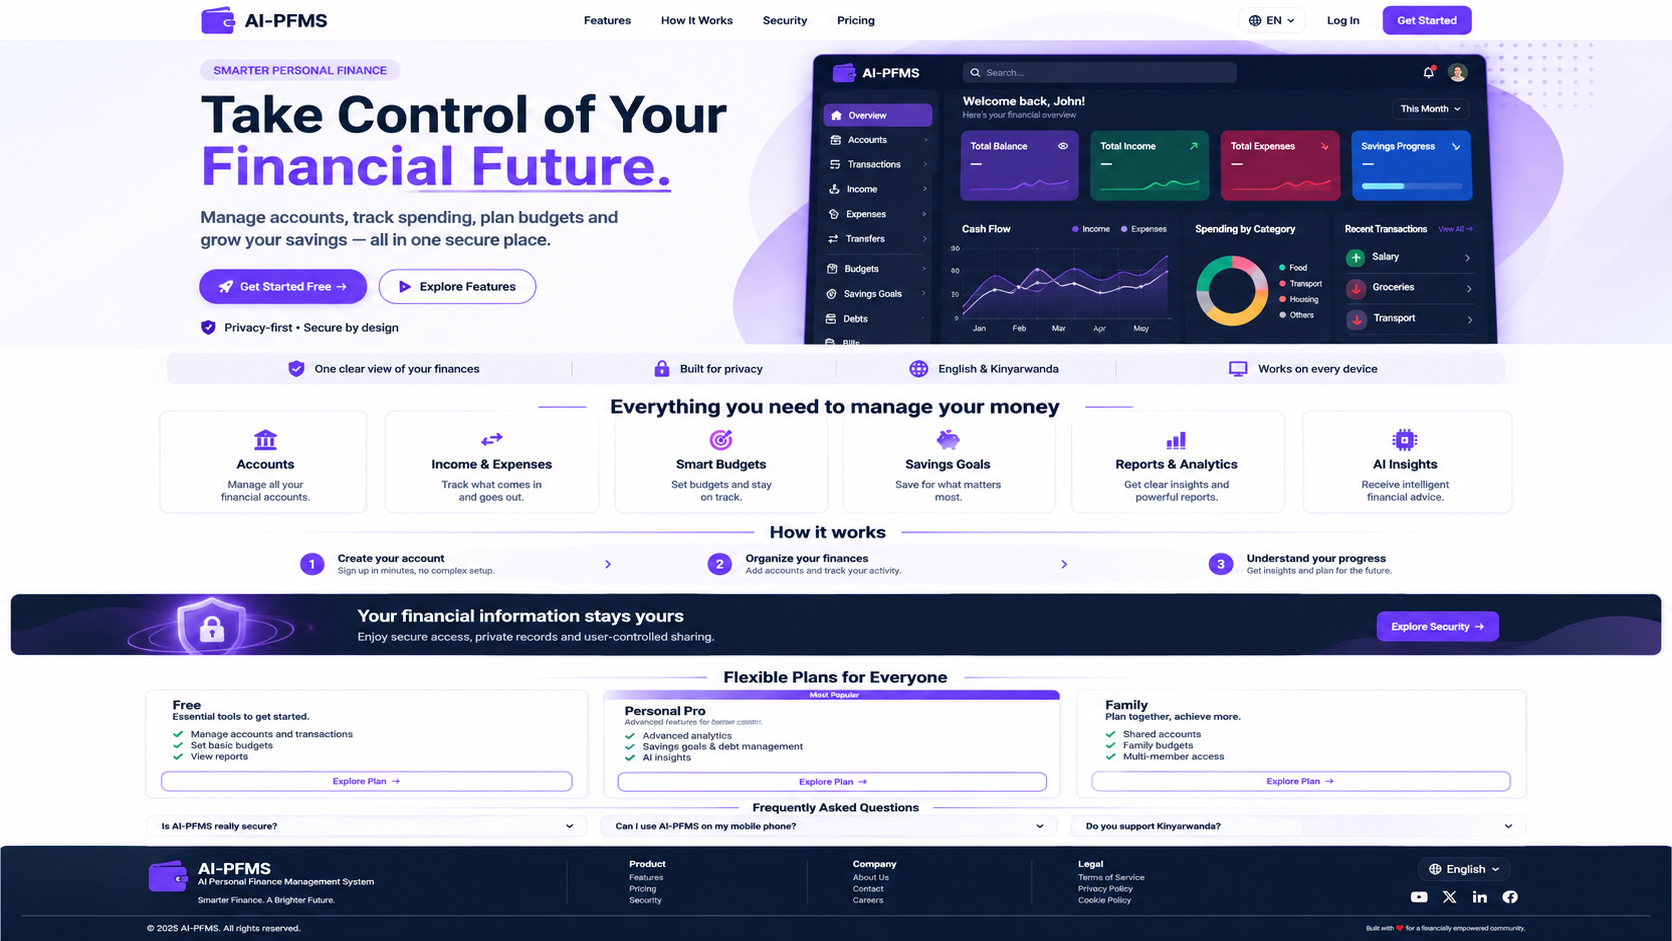 AI-PFMS
Features
How It Works
Security
Pricing
EN
Log In
Get Started
SMARTER PERSONAL FINANCE
Take Control of Your
Financial Future.
Manage accounts, track spending, plan budgets and
grow your savings — all in one secure place.
Get Started Free →
Explore Features
Privacy-first • Secure by design
AI-PFMS
Search...
Overview
Accounts
Transactions
Income
Expenses
Transfers
Budgets
Savings Goals
Debts
Bills
Welcome back, John!
Here's your financial overview
This Month
Total Balance
—
Total Income
—
Total Expenses
—
Savings Progress
—
Cash Flow
Income
Expenses
Jan Feb Mar Apr May
Spending by Category
Food
Transport
Housing
Others
Recent Transactions
View All →
Salary
Groceries
Transport
One clear view of your finances
Built for privacy
English & Kinyarwanda
Works on every device
Everything you need to manage your money
Accounts
Manage all your
financial accounts.
Income & Expenses
Track what comes in
and goes out.
Smart Budgets
Set budgets and stay
on track.
Savings Goals
Save for what matters
most.
Reports & Analytics
Get clear insights and
powerful reports.
AI Insights
Receive intelligent
financial advice.
How it works
1
Create your account
Sign up in minutes, no complex setup.
2
Organize your finances
Add accounts and track your activity.
3
Understand your progress
Get insights and plan for the future.
Your financial information stays yours
Enjoy secure access, private records and user-controlled sharing.
Explore Security →
Flexible Plans for Everyone
Free
Essential tools to get started.
Manage accounts and transactions
Set basic budgets
View reports
Explore Plan →
Most Popular
Personal Pro
Advanced features for
Advanced analytics
Savings goals & debt management
AI insights
Explore Plan →
Family
Plan together, achieve more.
Shared accounts
Family budgets
Multi-member access
Explore Plan →
Frequently Asked Questions
Is AI-PFMS really secure?
Can I use AI-PFMS on my mobile phone?
Do you support Kinyarwanda?
AI-PFMS
AI Personal Finance Management System
Smarter Finance. A Brighter Future.
Product
Features
Pricing
Security
Company
About Us
Contact
Careers
Legal
Terms of Service
Privacy Policy
Cookie Policy
English
© 2025 AI-PFMS. All rights reserved.
Built with ❤ for a financially empowered community.